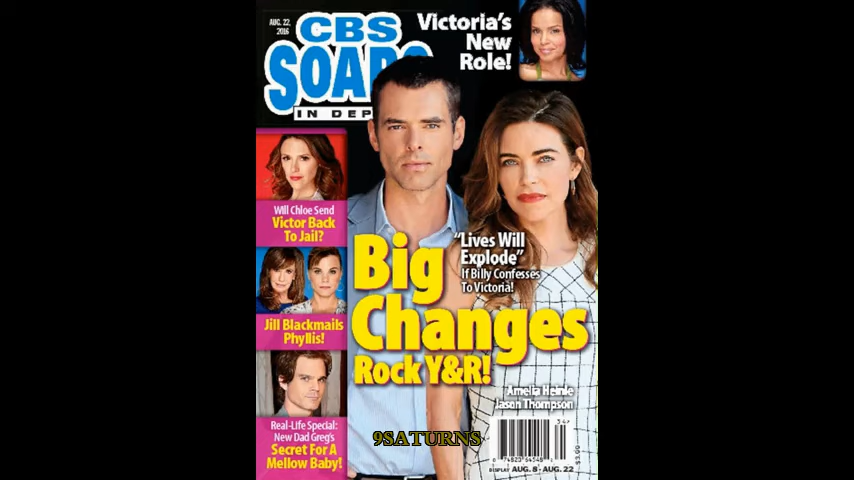 AUG. 22,
2016
CBS
SOAPS
IN DEP
Victoria's
New
Role!
Will Chloe Send
Victor Back
To Jail?
Jill Blackmails
Phyllis!
Real-Life Special:
New Dad Greg's
Secret For A
Mellow Baby!
"Lives Will
Explode"
If Billy Confesses
To Victoria!
Big
Changes
Rock Y&R!
Amelia Heinle
Jason Thompson
9SATURNS
34>
DISPLAY AUG. 8 - AUG. 22